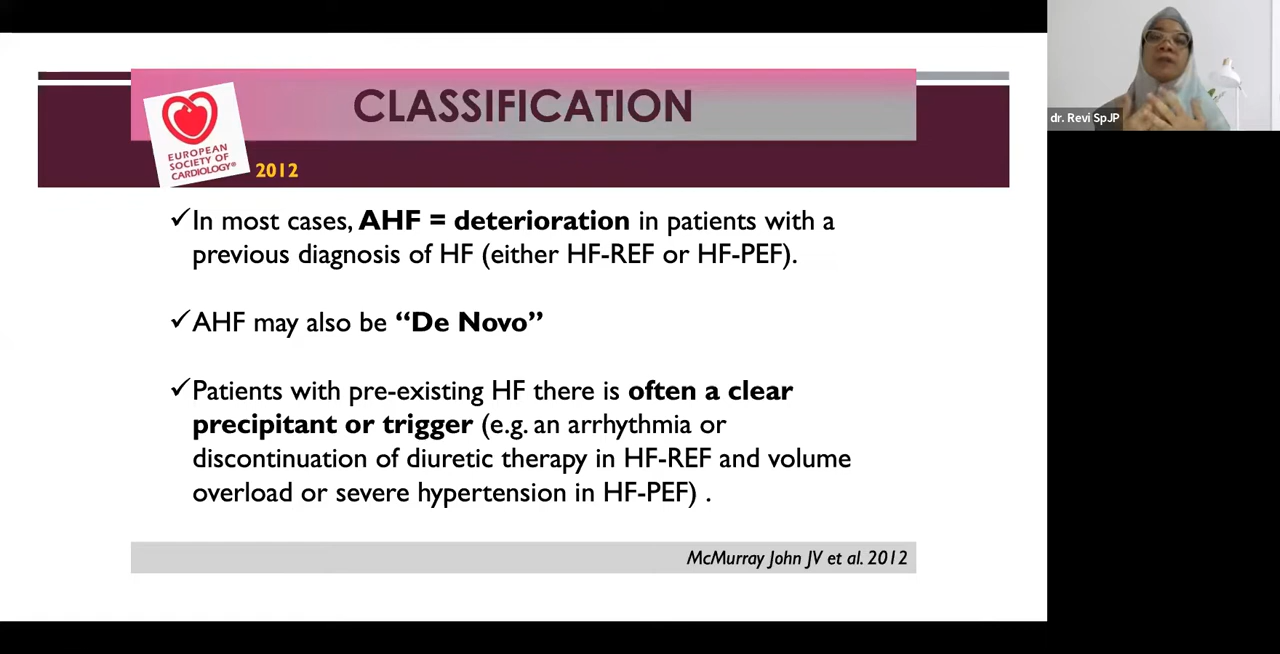 CLASSIFICATION
EUROPEAN
SOCIETY OF
CARDIOLOGY®
2012
✓In most cases, AHF = deterioration in patients with a
previous diagnosis of HF (either HF-REF or HF-PEF).
✓AHF may also be “De Novo”
✓Patients with pre-existing HF there is often a clear
precipitant or trigger (e.g. an arrhythmia or
discontinuation of diuretic therapy in HF-REF and volume
overload or severe hypertension in HF-PEF) .
McMurray John JV et al. 2012
dr. Revi SpJP